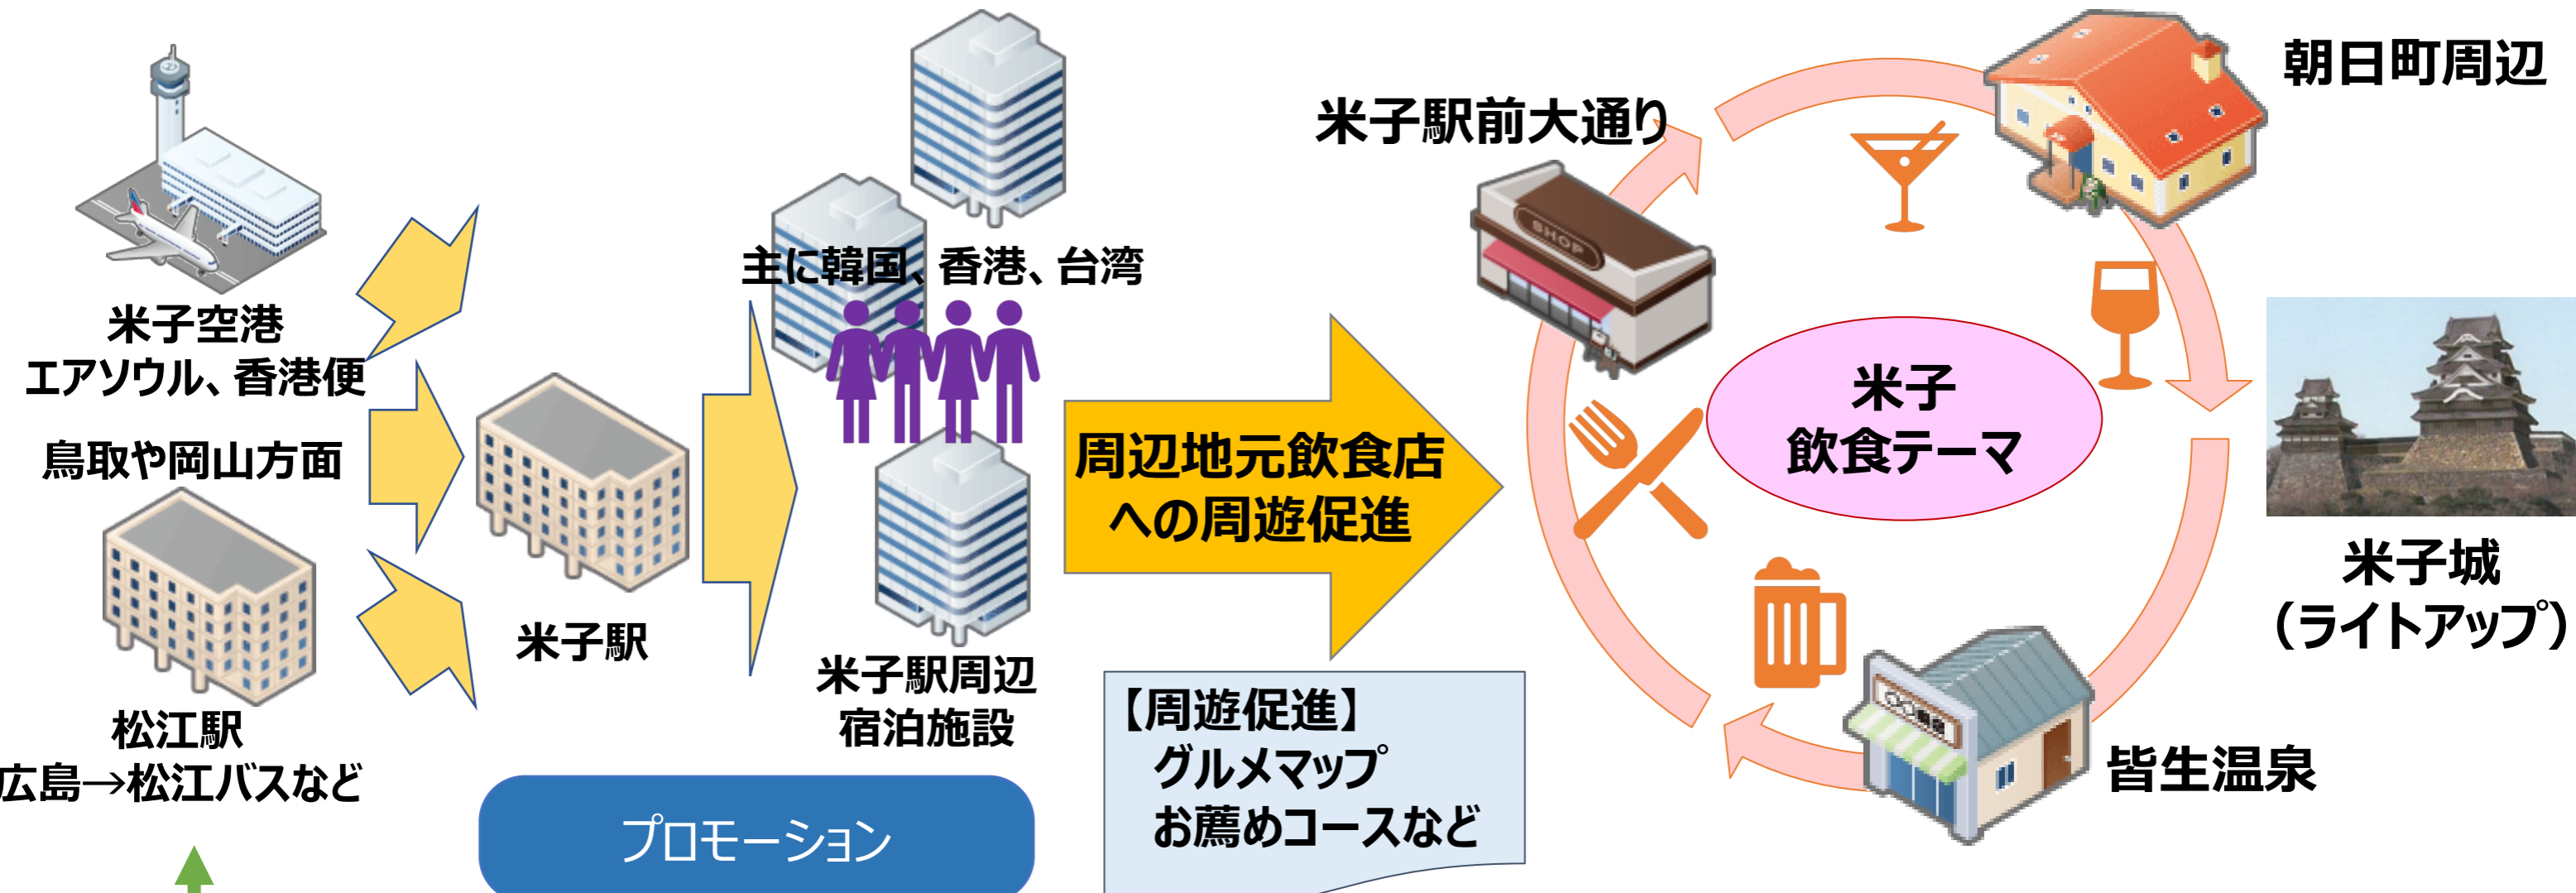 米子空港
エアソウル、香港便
鳥取や岡山方面
松江駅
広島→松江バスなど
米子駅
主に韓国、香港、台湾
米子駅周辺
宿泊施設
プロモーション
周辺地元飲食店
への周遊促進
【周遊促進】
グルメマップ
お薦めコースなど
米子駅前大通り
SHOP
朝日町周辺
米子
飲食テーマ
米子城
（ライトアップ）
皆生温泉